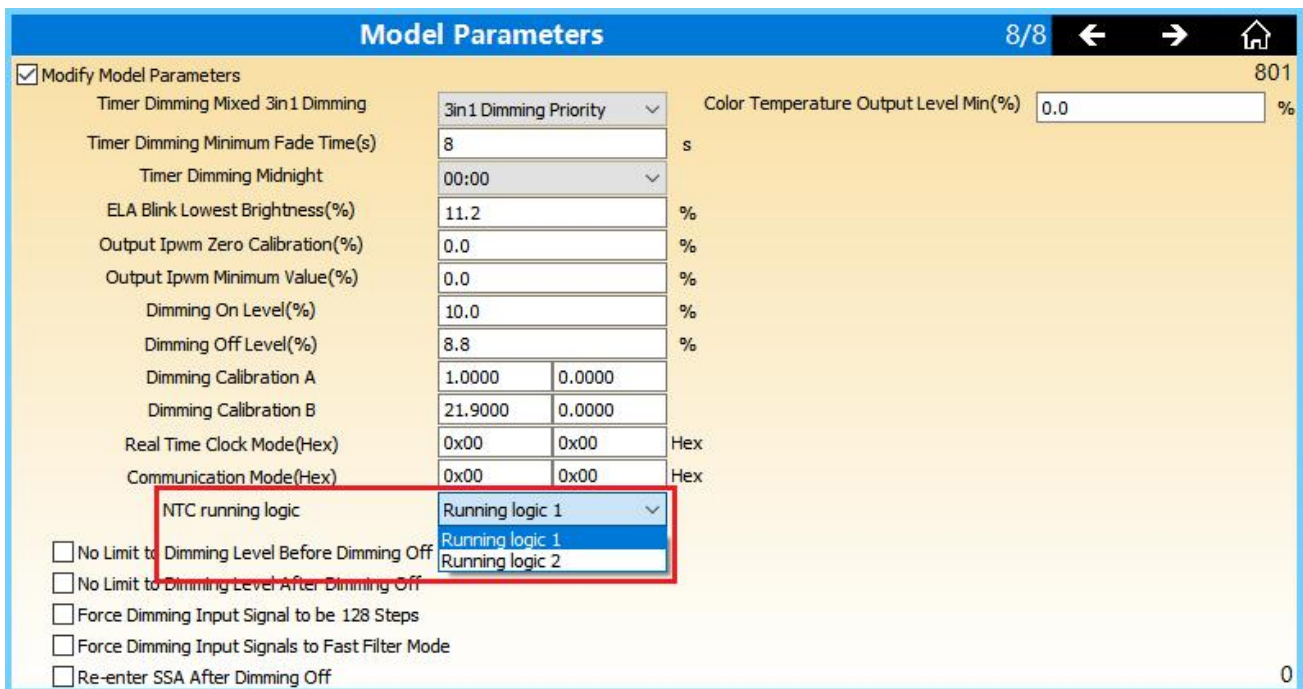 Model Parameters 8/8
Modify Model Parameters 801
Timer Dimming Mixed 3in1 Dimming 3in1 Dimming Priority Color Temperature Output Level Min(%) 0.0 %
Timer Dimming Minimum Fade Time(s) 8 s
Timer Dimming Midnight 00:00
ELA Blink Lowest Brightness(%) 11.2 %
Output Ipwm Zero Calibration(%) 0.0 %
Output Ipwm Minimum Value(%) 0.0 %
Dimming On Level(%) 10.0 %
Dimming Off Level(%) 8.8 %
Dimming Calibration A 1.0000 0.0000
Dimming Calibration B 21.9000 0.0000
Real Time Clock Mode(Hex) 0x00 0x00 Hex
Communication Mode(Hex) 0x00 0x00 Hex
NTC running logic Running logic 1
Running logic 1
No Limit to Dimming Level Before Dimming Off Running logic 2
No Limit to Dimming Level After Dimming Off
Force Dimming Input Signal to be 128 Steps
Force Dimming Input Signals to Fast Filter Mode
Re-enter SSA After Dimming Off 0